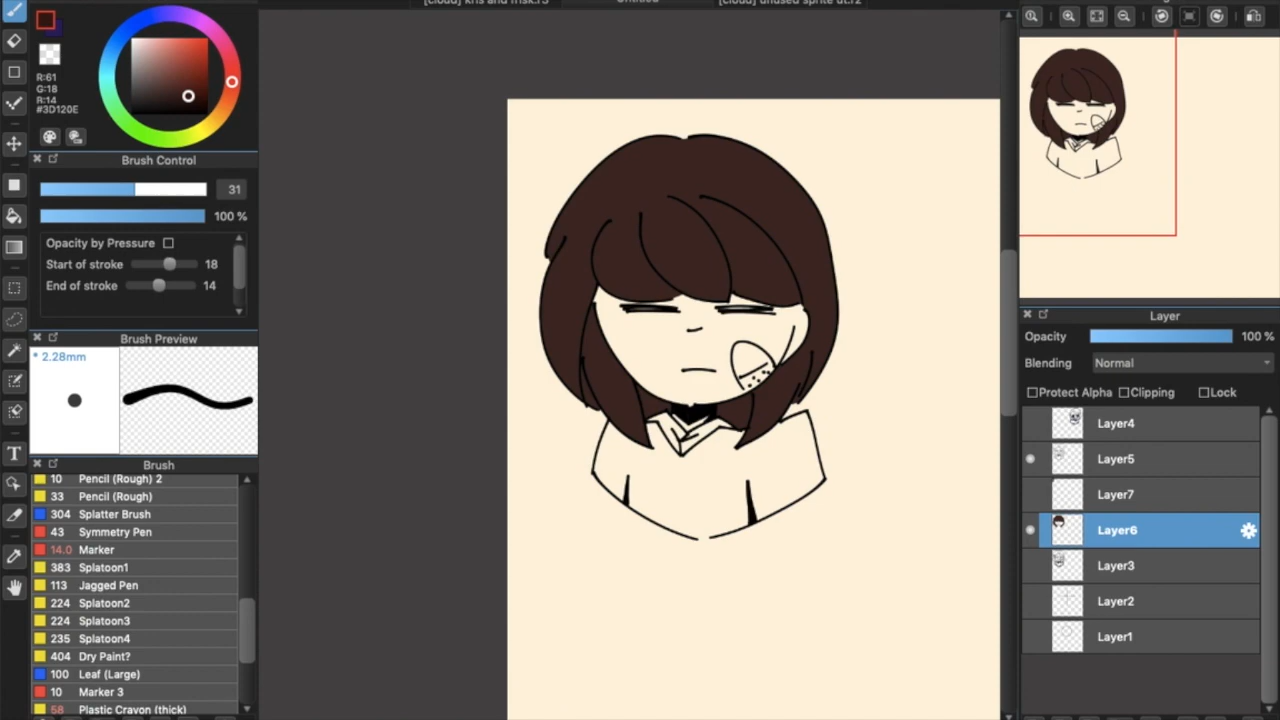 [cloud] kris and frisk.f3
Untitled
[cloud] unused sprite ut.f2
R:61
G:18
B:14
#3D120E
Brush Control
31
100 %
Opacity by Pressure
Start of stroke 18
End of stroke 14
Brush Preview
* 2.28mm
Brush
10 Pencil (Rough) 2
33 Pencil (Rough)
304 Splatter Brush
43 Symmetry Pen
14.0 Marker
383 Splatoon1
113 Jagged Pen
224 Splatoon2
224 Splatoon3
235 Splatoon4
404 Dry Paint?
100 Leaf (Large)
10 Marker 3
58 Plastic Crayon (thick)
Layer
Opacity 100 %
Blending Normal
Protect Alpha Clipping Lock
Layer4
Layer5
Layer7
Layer6
Layer3
Layer2
Layer1